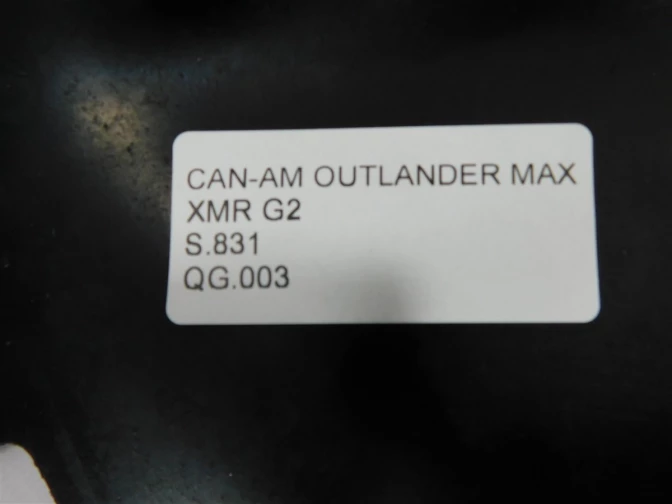 CAN-AM OUTLANDER MAX
XMR G2
S.831
QG.003